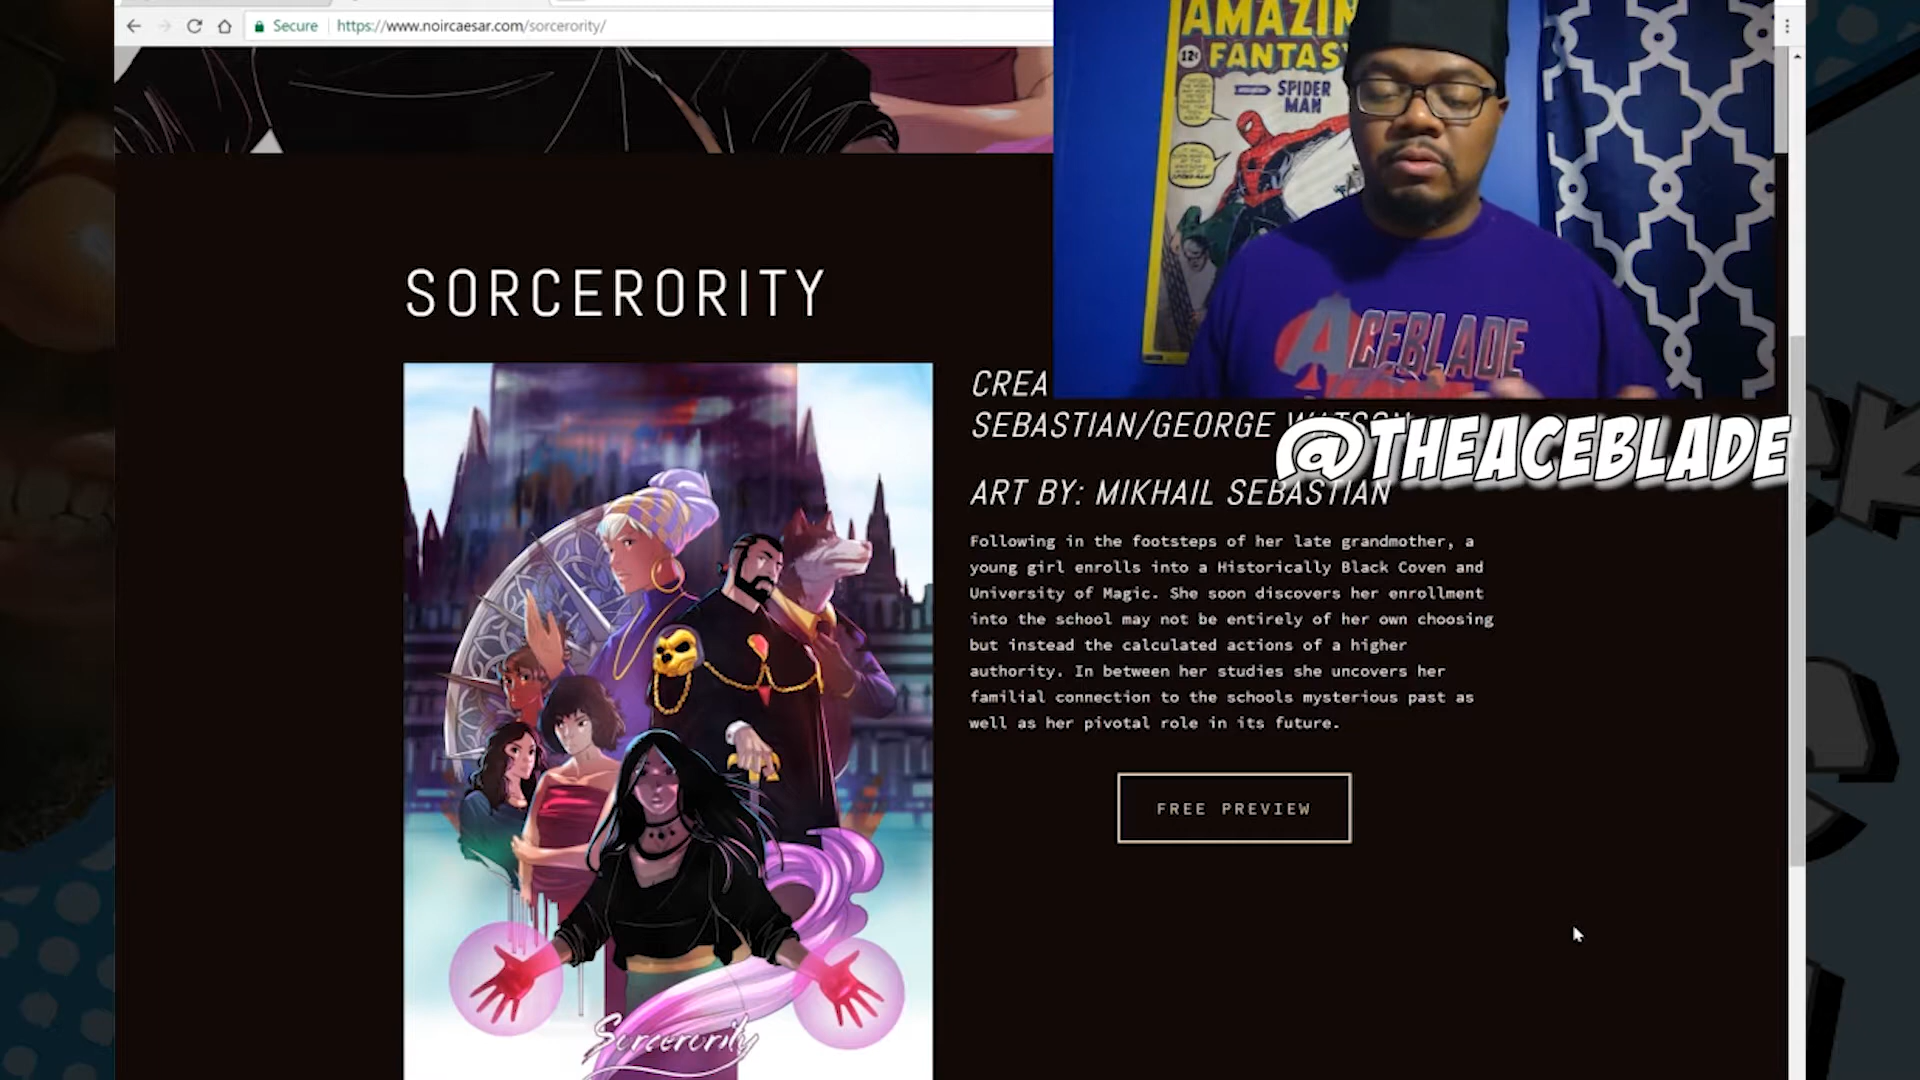 Secure https://www.noircaesar.com/sorcerority/
AMAZIN
12¢
FANTAS
SPIDER
MAN
ACEBLADE
SORCERORITY
CREA
SEBASTIAN/GEORGE WATSON
@THEACEBLADE
ART BY: MIKHAIL SEBASTIAN
Following in the footsteps of her late grandmother, a
young girl enrolls into a Historically Black Coven and
University of Magic. She soon discovers her enrollment
into the school may not be entirely of her own choosing
but instead the calculated actions of a higher
authority. In between her studies she uncovers her
familial connection to the schools mysterious past as
well as her pivotal role in its future.
FREE PREVIEW
Sorcerority